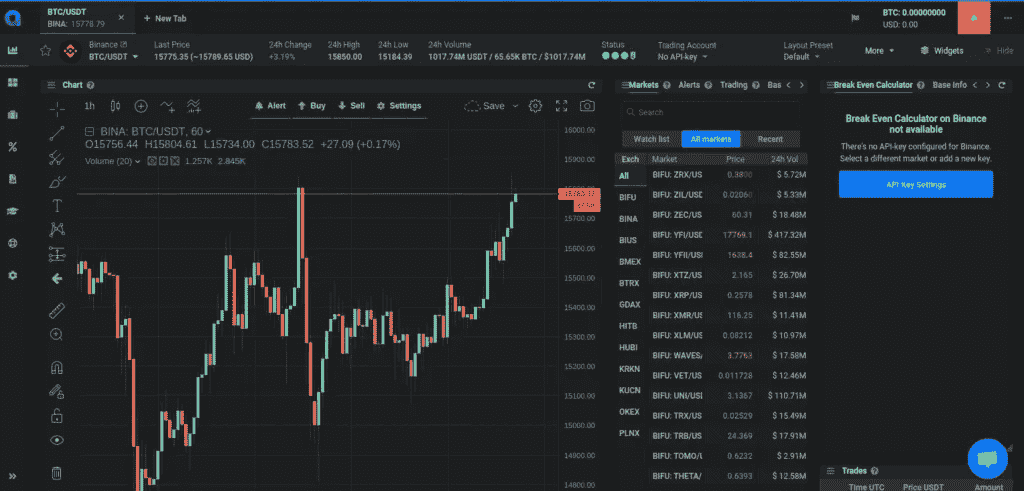 BTC/USDT
BINA: 15778.79
+ New Tab
BTC: 0.00000000
USD: 0.00
Binance
BTC/USDT
Last Price
15775.35 (~15789.65 USD)
24H Change
+3.19%
24H High
15850.00
24H Low
15184.39
24H Volume
1017.74M USDT / 65.65K BTC / $1017.74M
Status
Trading Account
No API-key
Layout Preset
Default
More
Widgets
Hide
Chart
1h
Alert
Buy
Sell
Settings
Save
BINA: BTC/USDT, 60
O15756.44 H15804.61 L15734.00 C15783.52 +27.09 (+0.17%)
Volume (20) 1.257K 2.845K
16000.00
15900.00
15700.00
15600.00
15500.00
15400.00
15300.00
15200.00
15100.00
15000.00
14900.00
14800.00
Markets
Alerts
Trading
Bas
Search
Watch list
All markets
Recent
Exch Market Price 24h Vol
All
BIFU
BINA
BIUS
BMEX
BTRX
GDAX
HITB
HUBI
KRKN
KUCN
OKEX
PLNX
BIFU: ZRX/US 0.3800 $ 5.72M
BIFU: ZIL/USD 0.02060 $ 5.33M
BIFU: ZEC/US 60.31 $ 18.48M
BIFU: YFI/USD 17769.1 $ 417.32M
BIFU: YFII/USI 1638.4 $ 82.55M
BIFU: XTZ/US 2.165 $ 26.70M
BIFU: XRP/US 0.2578 $ 81.34M
BIFU: XMR/US 116.25 $ 11.41M
BIFU: XLM/US 0.08212 $ 10.97M
BIFU: WAVES/ 3.7763 $ 17.58M
BIFU: VET/US 0.011728 $ 12.46M
BIFU: UNI/USI 3.1367 $ 110.71M
BIFU: TRX/US 0.02529 $ 15.49M
BIFU: TRB/US 24.369 $ 17.91M
BIFU: TOMO/ 0.6232 $ 2.91M
BIFU: THETA/ 0.6393 $ 12.58M
Break Even Calculator
Base Info
Break Even Calculator on Binance
not available
There's no API-key configured for Binance.
Select a different market or add a new key.
API Key Settings
Trades
Time UTC Price USDT Amount